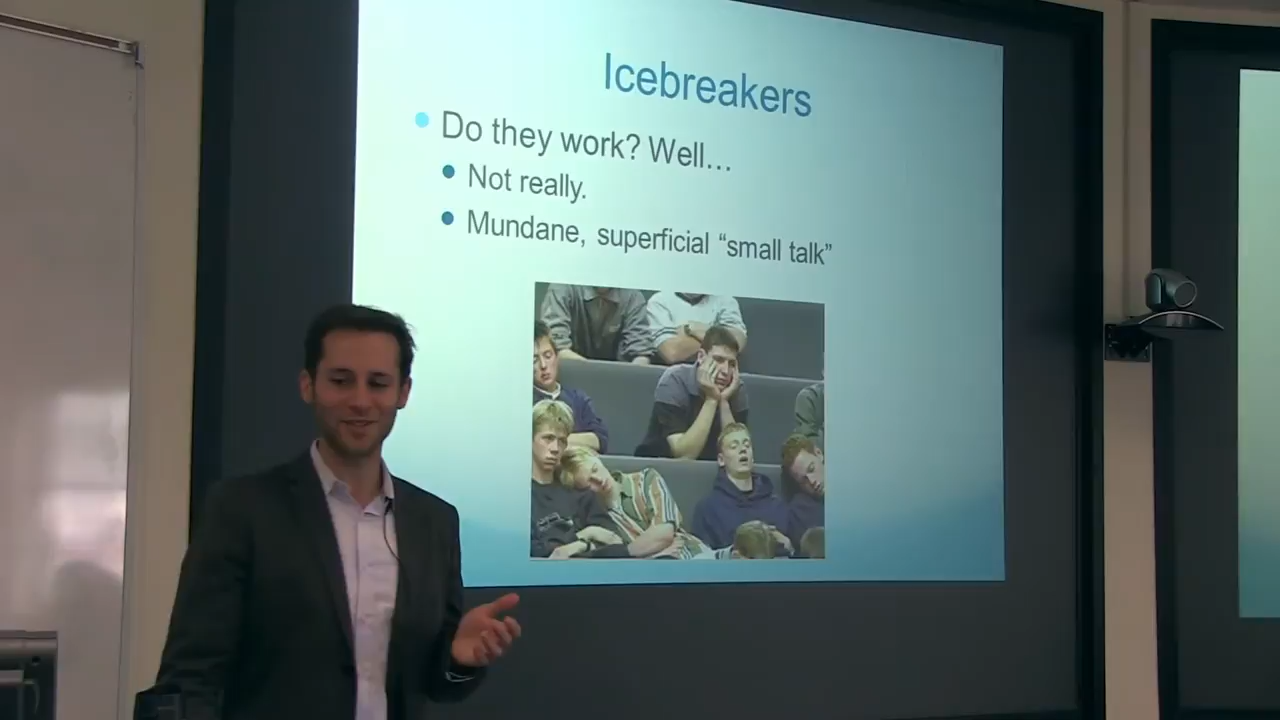 Icebreakers
Do they work? Well…
Not really.
Mundane, superficial “small talk”